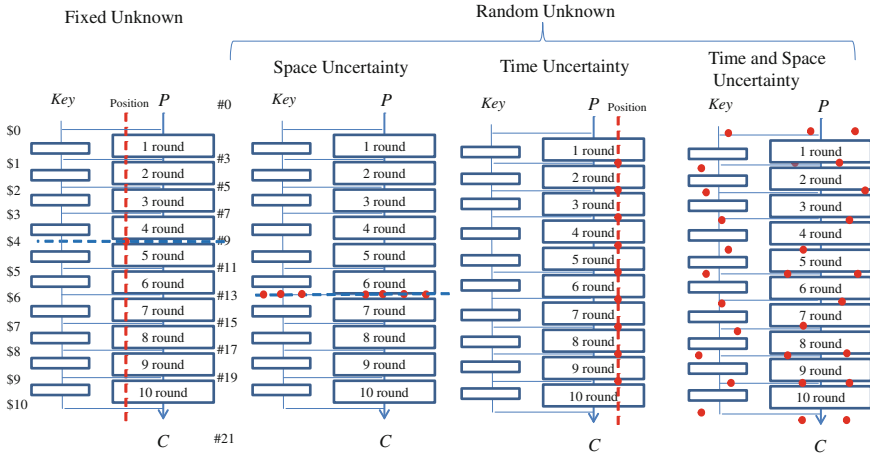 Random Unknown
Fixed Unknown
Space Uncertainty
Time Uncertainty
Time and Space
Uncertainty
Key
Position
P
#0
$0
1 round
$1
#3
2 round
$2
#5
3 round
$3
#7
4 round
$4
#9
5 round
$5
#11
6 round
$6
#13
7 round
$7
#15
8 round
$8
#17
9 round
$9
#19
10 round
$10
C
#21
Key
P
1 round
2 round
3 round
4 round
5 round
6 round
7 round
8 round
9 round
10 round
C
Key
P
Position
1 round
2 round
3 round
4 round
5 round
6 round
7 round
8 round
9 round
10 round
C
Key
P
1 round
2 round
3 round
4 round
5 round
6 round
7 round
8 round
9 round
10 round
C